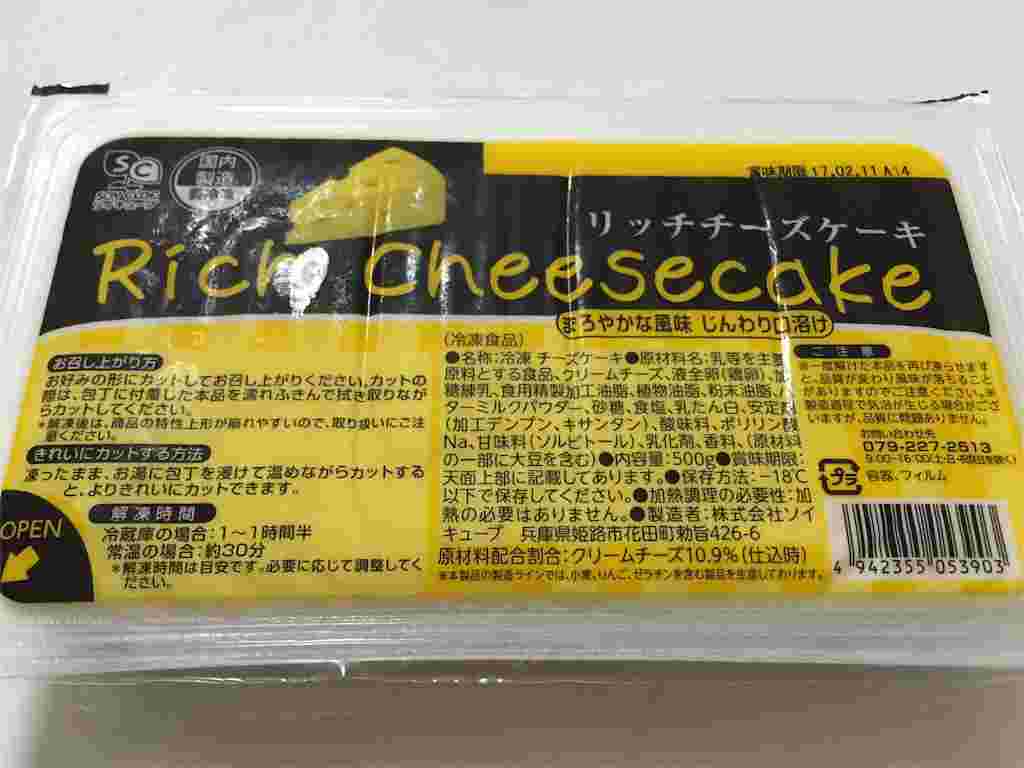 SC
国内
製造
賞味期限17.02.11 A 4
リッチチーズケーキ
Rich Cheesecake
まろやかな風味 じんわり口溶け
お召し上がり方
お好みの形にカットしてお召し上がりください。カットの
際は、包丁に付着した本品を濡れふきんで拭き取りなが
らカットしてください。
*解凍後は、商品の特性上形が崩れやすいので、取り扱いにご注
意ください。
きれいにカットする方法
凍ったまま、お湯に包丁を浸けて温めながらカットする
と、よりきれいにカットできます。
OPEN
解凍時間
冷蔵庫の場合:1〜1時間半
常温の場合:約30分
*解凍時間は目安です。必要に応じて調整してく
ださい。
(冷凍食品)
●名称:冷凍 チーズケーキ●原材料名:乳等を主要
原料とする食品、クリームチーズ、液全卵(鶏卵)、加
糖練乳、食用精製加工油脂、植物油脂、粉末油脂、バ
ターミルクパウダー、砂糖、食塩、乳たん白、安定剤
(加工デンプン、キサンタン)、酸味料、ポリリン酸
Na、甘味料(ソルビトール)、乳化剤、香料、(原材料
の一部に大豆を含む)●内容量:500g●賞味期限:
天面上部に記載してあります。●保存方法:−18℃
以下で保存してください。●加熱調理の必要性:加
熱の必要はありません。●製造者:株式会社ソイ
キューブ 兵庫県姫路市花田町勅旨426-6
原材料配合割合:クリームチーズ10.9%(仕込時)
*本製品の製造ラインでは、小麦、りんご、ゼラチンを含む製品を生産しております。
ご注意
*一度解けた本品を再び凍らせます
と、品質が変わり風味が落ちること
がありますのでご注意ください。*
製造過程で気泡が生じる場合がござ
いますが、品質に問題ありません。
お問い合わせ先
079-227-2513
9:00-16:00(土・日・祝日を除く)
プラ
容器、フィルム
4 942355 053903